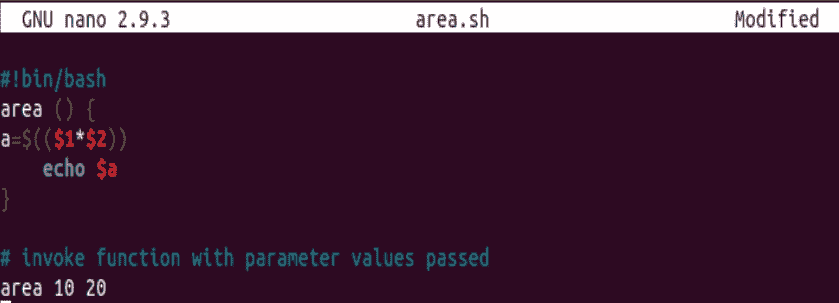 GNU nano 2.9.3 area.sh Modified
#!bin/bash
area () {
a=$(($1*$2))
echo $a
}
# invoke function with parameter values passed
area 10 20